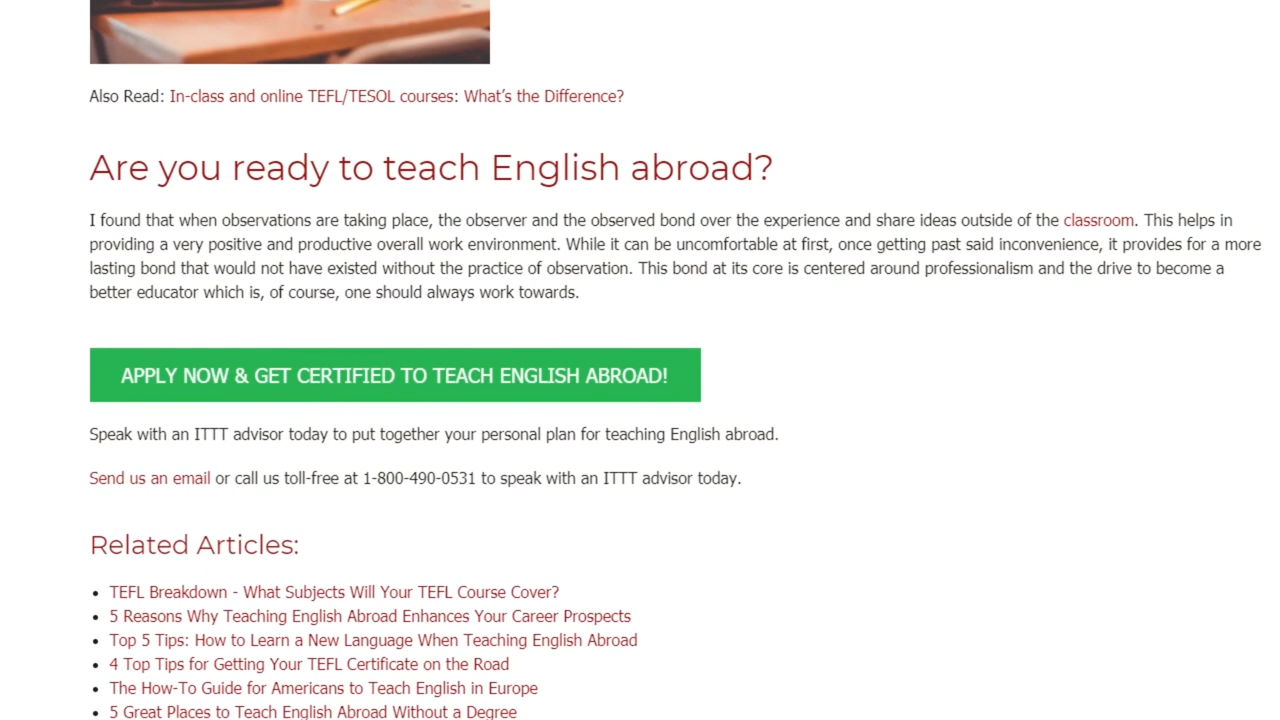 Also Read: In-class and online TEFL/TESOL courses: What’s the Difference?
Are you ready to teach English abroad?
I found that when observations are taking place, the observer and the observed bond over the experience and share ideas outside of the classroom. This helps in
providing a very positive and productive overall work environment. While it can be uncomfortable at first, once getting past said inconvenience, it provides for a more
lasting bond that would not have existed without the practice of observation. This bond at its core is centered around professionalism and the drive to become a
better educator which is, of course, one should always work towards.
APPLY NOW & GET CERTIFIED TO TEACH ENGLISH ABROAD!
Speak with an ITTT advisor today to put together your personal plan for teaching English abroad.
Send us an email or call us toll-free at 1-800-490-0531 to speak with an ITTT advisor today.
Related Articles:
• TEFL Breakdown - What Subjects Will Your TEFL Course Cover?
• 5 Reasons Why Teaching English Abroad Enhances Your Career Prospects
• Top 5 Tips: How to Learn a New Language When Teaching English Abroad
• 4 Top Tips for Getting Your TEFL Certificate on the Road
• The How-To Guide for Americans to Teach English in Europe
• 5 Great Places to Teach English Abroad Without a Degree